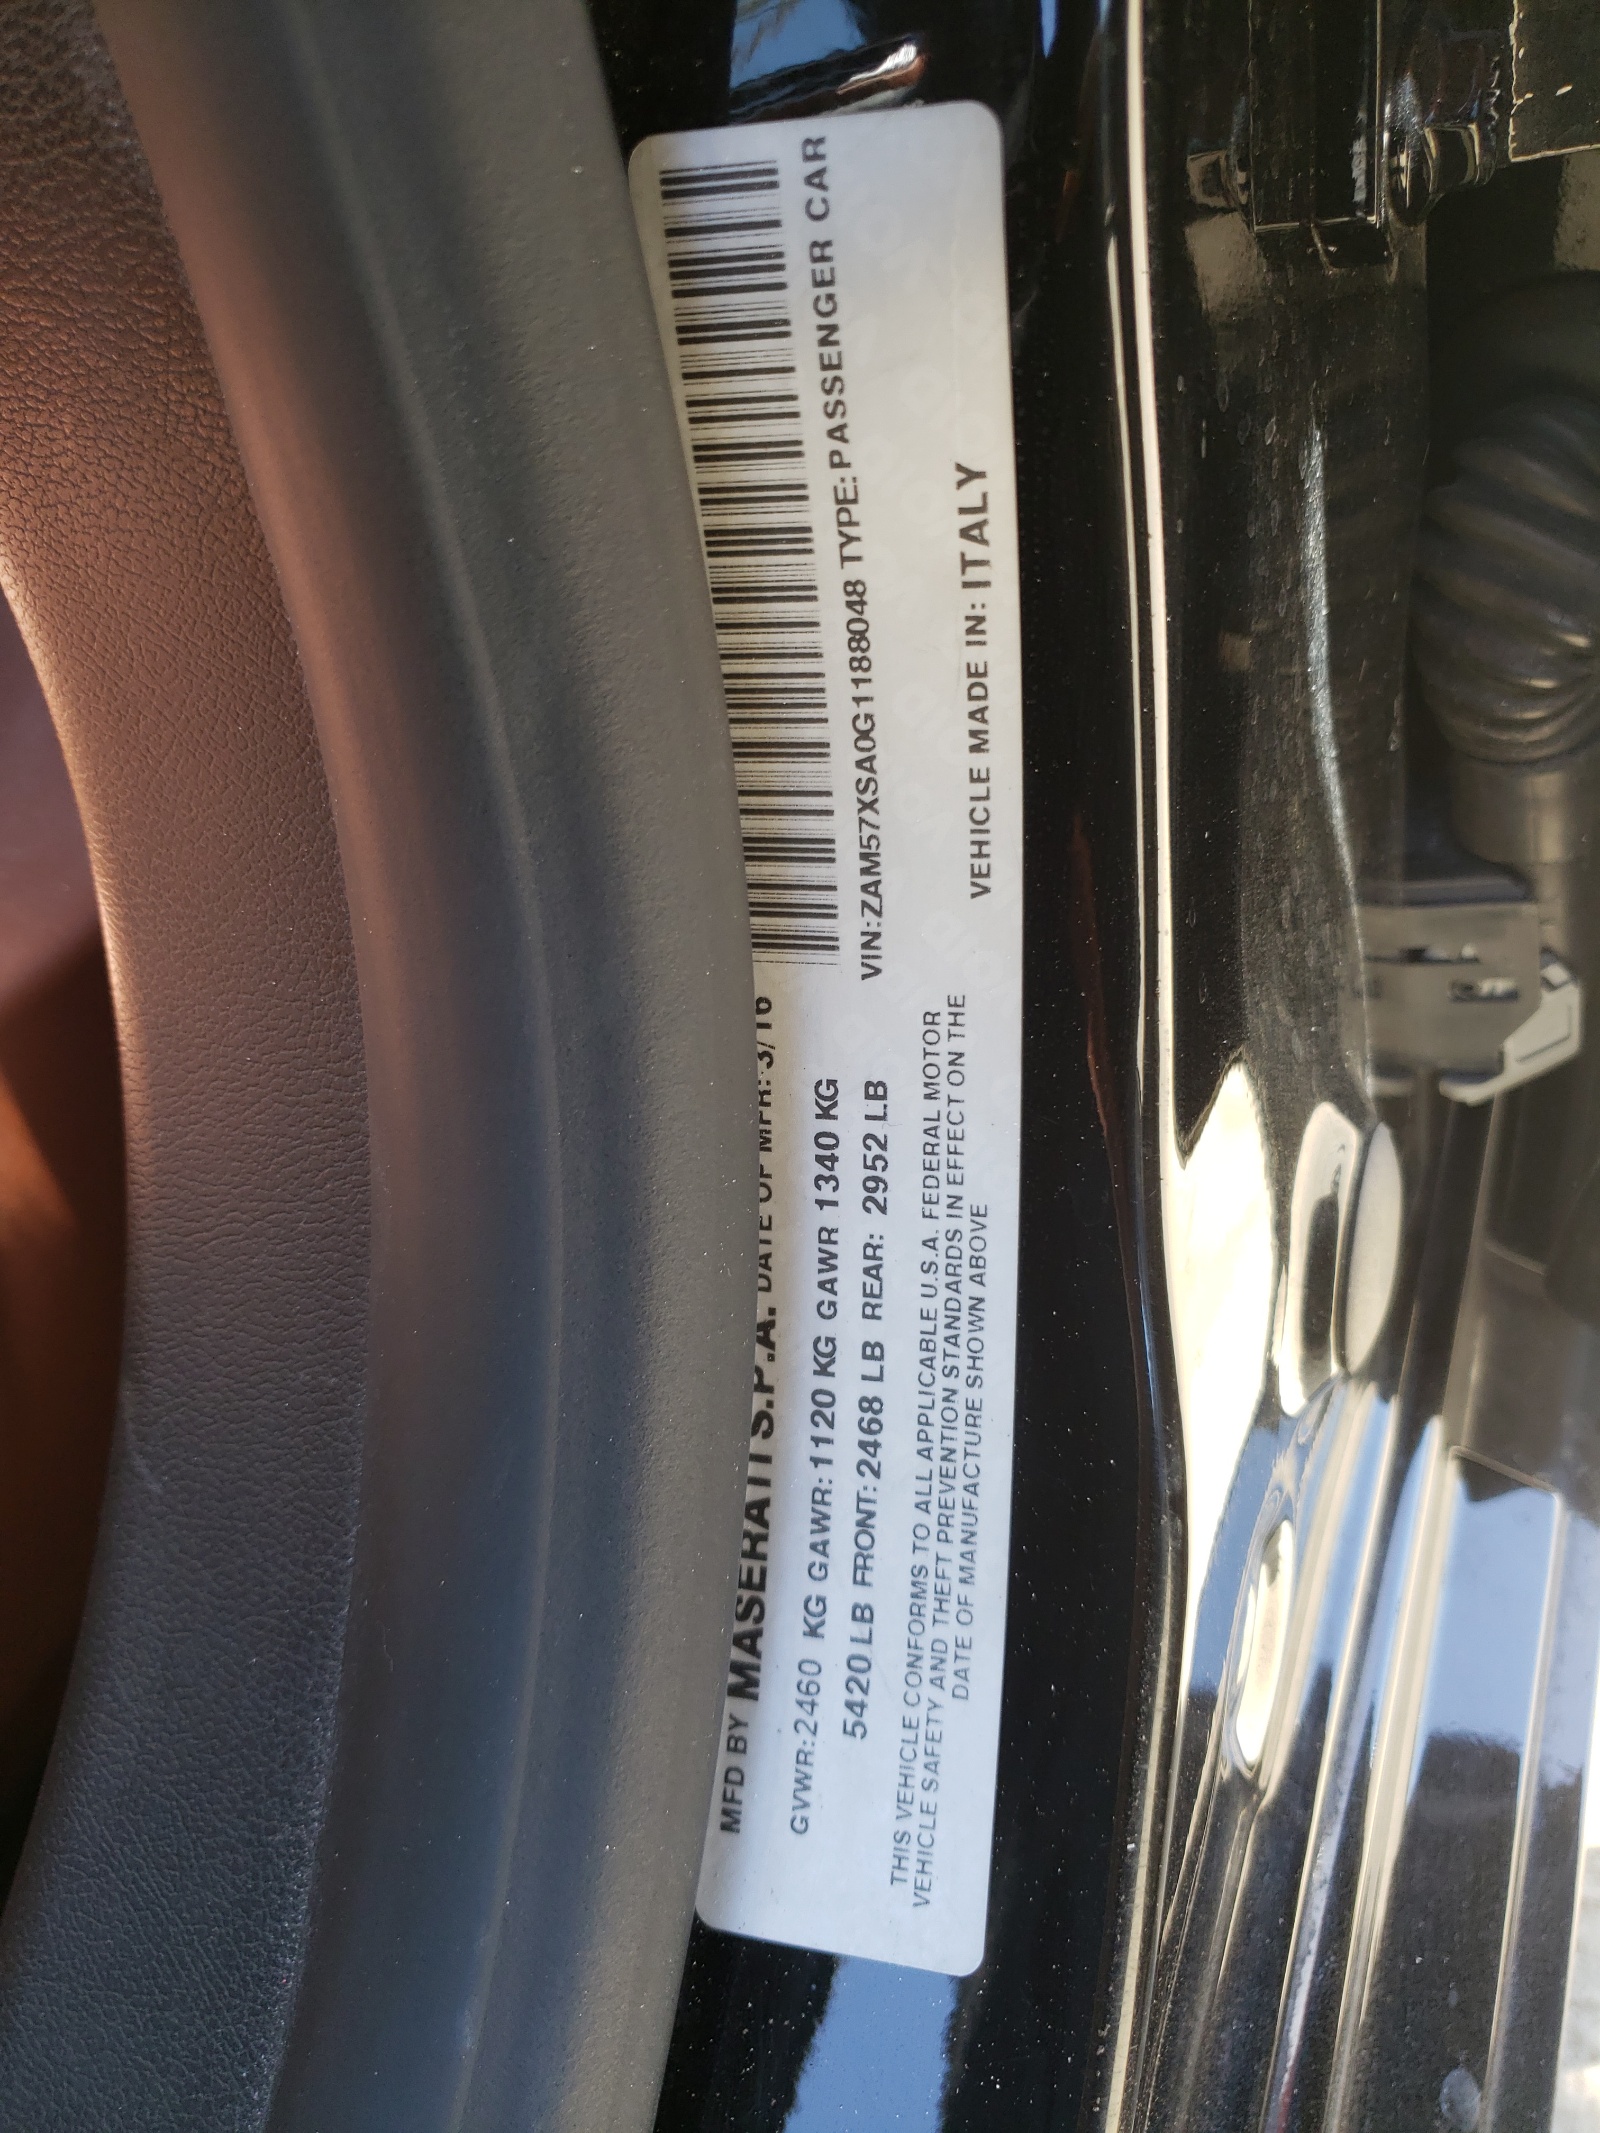 MFD BY MASERATI S.P.A. DATE OF MFR: 3/16
GVWR:2460 KG GAWR:1120 KG GAWR 1340 KG
5420 LB FRONT:2468 LB REAR: 2952 LB
THIS VEHICLE CONFORMS TO ALL APPLICABLE U.S.A. FEDERAL MOTOR
VEHICLE SAFETY AND THEFT PREVENTION STANDARDS IN EFFECT ON THE
DATE OF MANUFACTURE SHOWN ABOVE
VIN:ZAM57XSA0G1188048 TYPE:PASSENGER CAR
VEHICLE MADE IN: ITALY